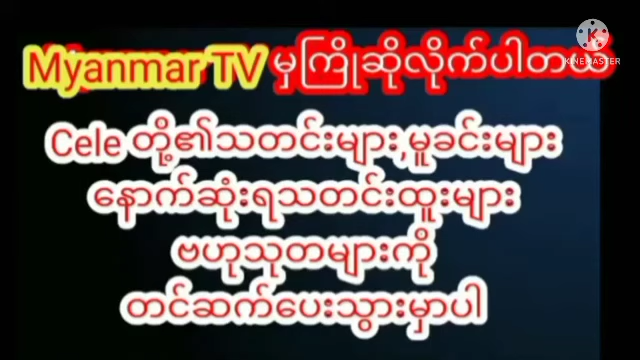 KINEMASTER
Myanmar TV မှကြိုဆိုလိုက်ပါတယ်
Cele တို့၏သတင်းများ,မူခင်းများ
နောက်ဆုံးရသတင်းထူးများ
ဗဟုသုတများကို
တင်ဆက်ပေးသွားမှာပါ